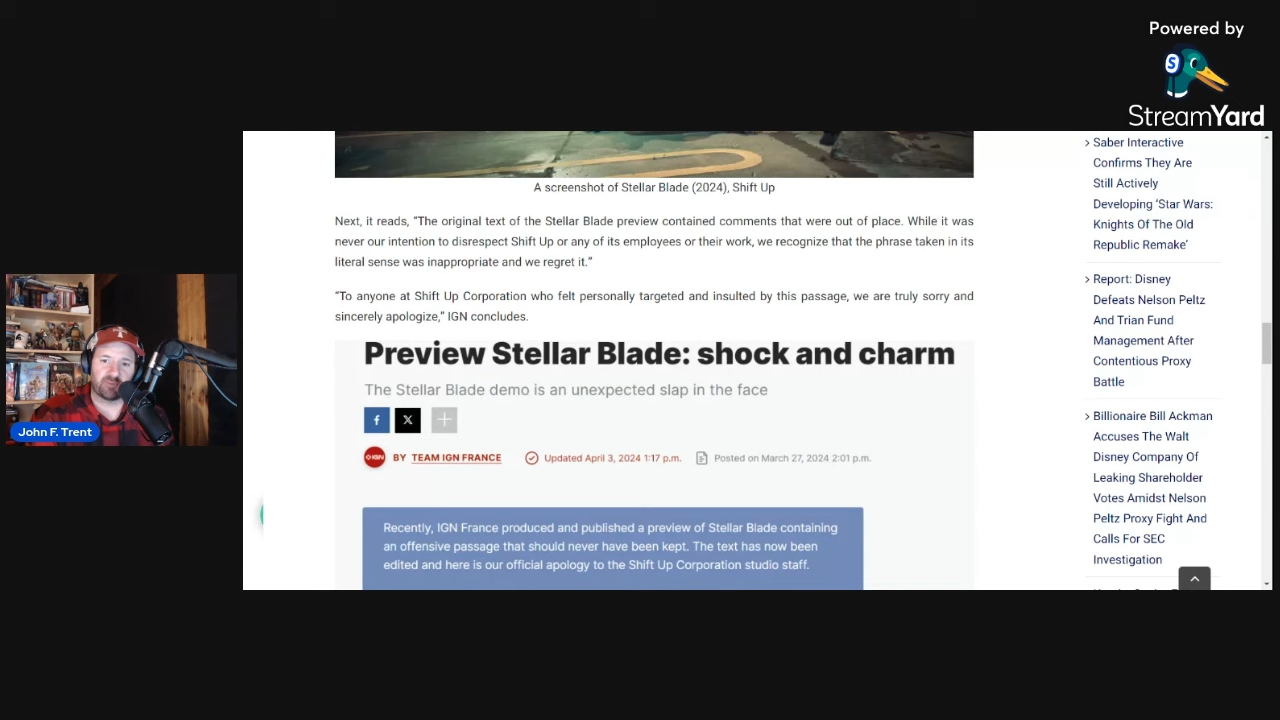 Powered by
S
StreamYard
A screenshot of Stellar Blade (2024), Shift Up
Next, it reads, “The original text of the Stellar Blade preview contained comments that were out of place. While it was
never our intention to disrespect Shift Up or any of its employees or their work, we recognize that the phrase taken in its
literal sense was inappropriate and we regret it.”
“To anyone at Shift Up Corporation who felt personally targeted and insulted by this passage, we are truly sorry and
sincerely apologize,” IGN concludes.
Preview Stellar Blade: shock and charm
The Stellar Blade demo is an unexpected slap in the face
IGN BY TEAM IGN FRANCE Updated April 3, 2024 1:17 p.m. Posted on March 27, 2024 2:01 p.m.
Recently, IGN France produced and published a preview of Stellar Blade containing
an offensive passage that should never have been kept. The text has now been
edited and here is our official apology to the Shift Up Corporation studio staff.
Saber Interactive
Confirms They Are
Still Actively
Developing ‘Star Wars:
Knights Of The Old
Republic Remake’
Report: Disney
Defeats Nelson Peltz
And Trian Fund
Management After
Contentious Proxy
Battle
Billionaire Bill Ackman
Accuses The Walt
Disney Company Of
Leaking Shareholder
Votes Amidst Nelson
Peltz Proxy Fight And
Calls For SEC
Investigation
John F. Trent